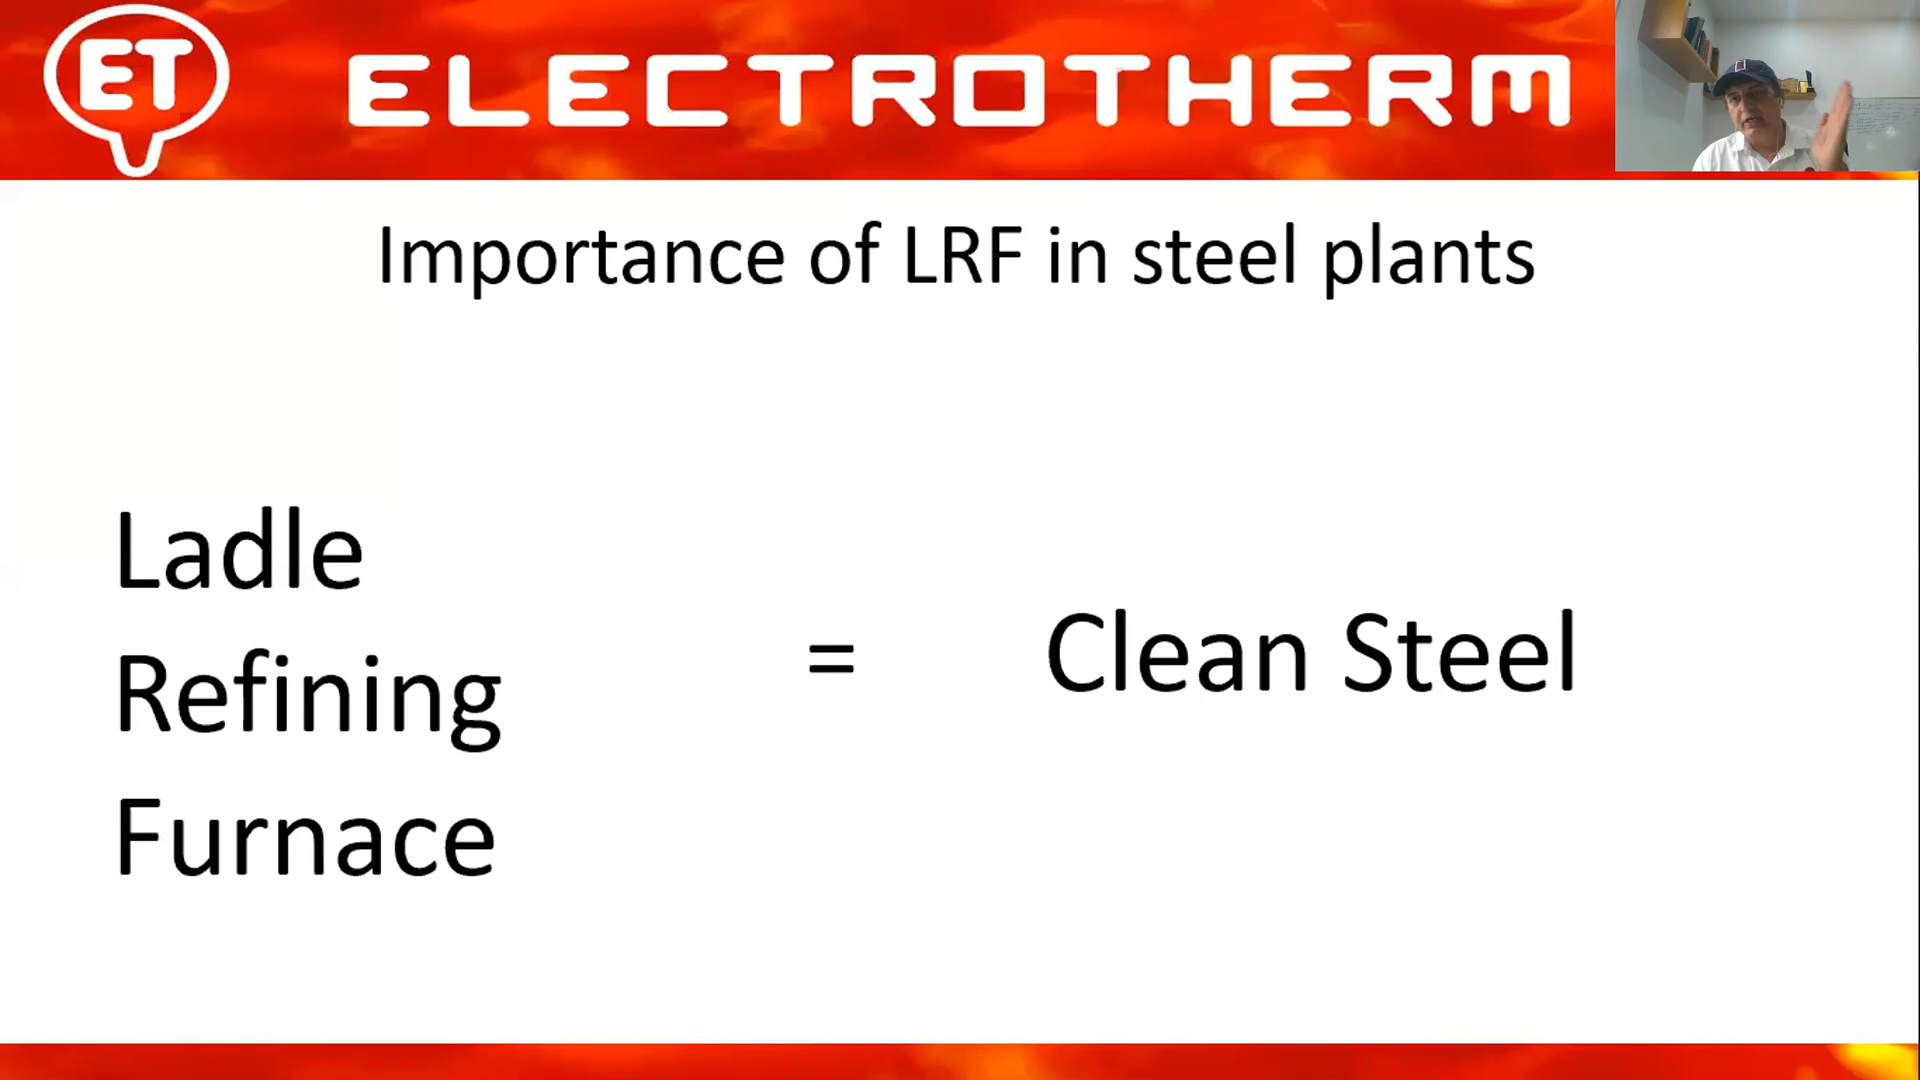 ET
ELECTROTHERM
Importance of LRF in steel plants
Ladle
Refining
Furnace
=
Clean Steel